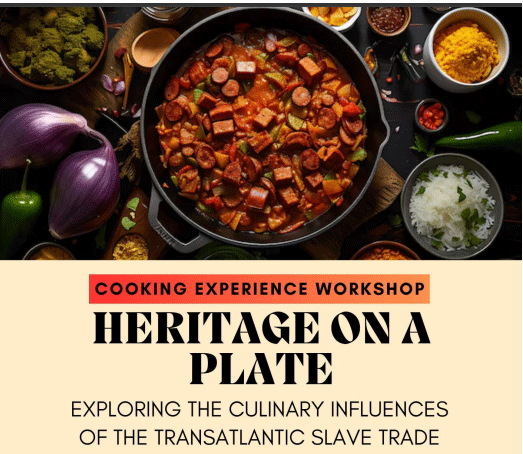 COOKING EXPERIENCE WORKSHOP
HERITAGE ON A
PLATE
EXPLORING THE CULINARY INFLUENCES
OF THE TRANSATLANTIC SLAVE TRADE